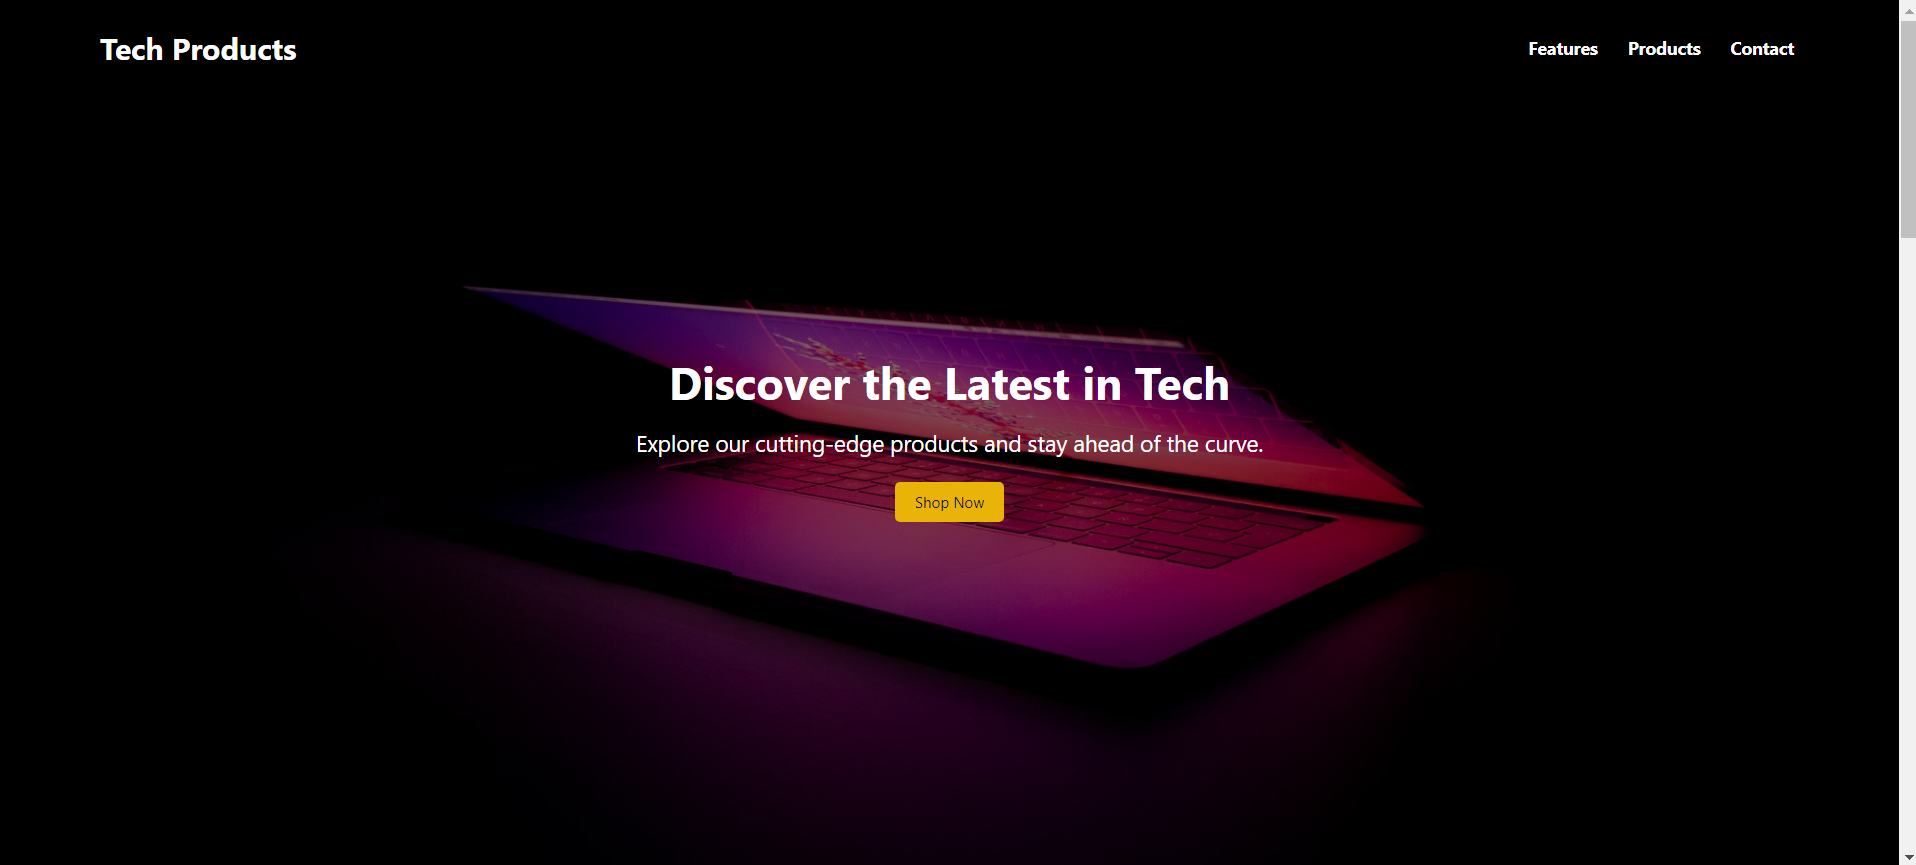 Tech Products
Features Products Contact
Discover the Latest in Tech
Explore our cutting-edge products and stay ahead of the curve.
Shop Now